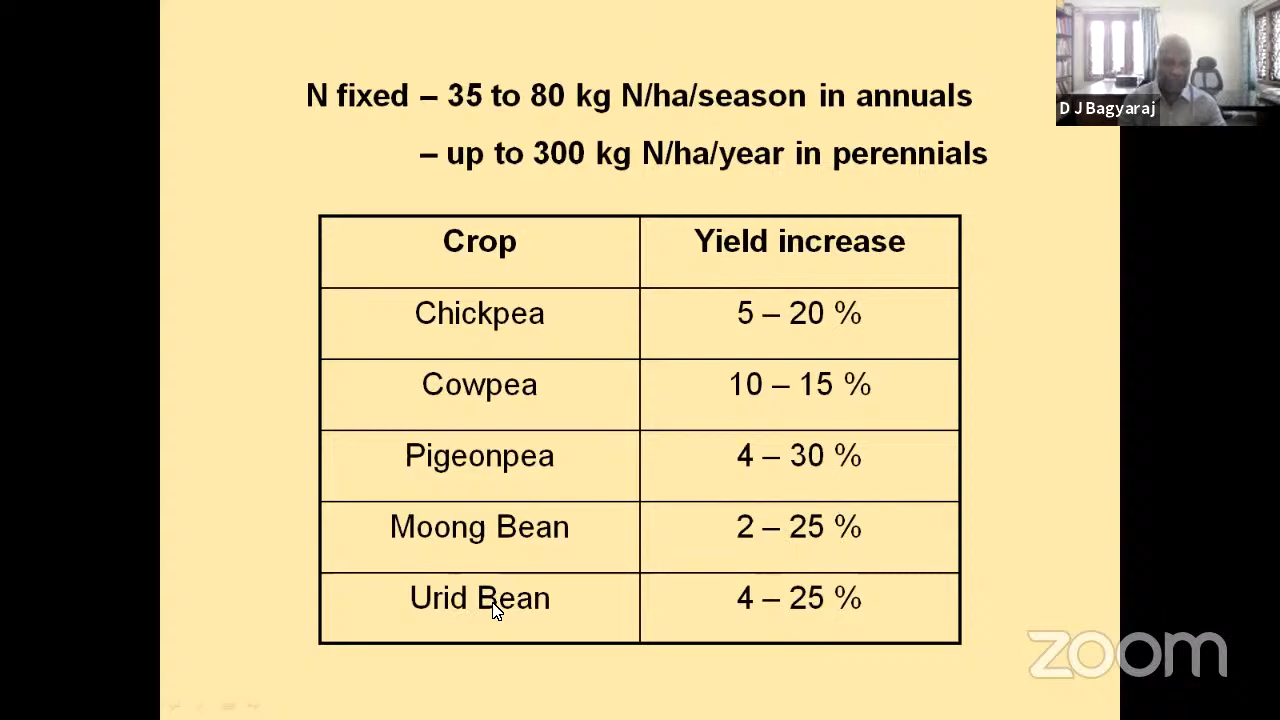 N fixed – 35 to 80 kg N/ha/season in annuals
– up to 300 kg N/ha/year in perennials
Crop Yield increase
Chickpea 5 – 20 %
Cowpea 10 – 15 %
Pigeonpea 4 – 30 %
Moong Bean 2 – 25 %
Urid Bean 4 – 25 %
D J Bagyaraj
zoom